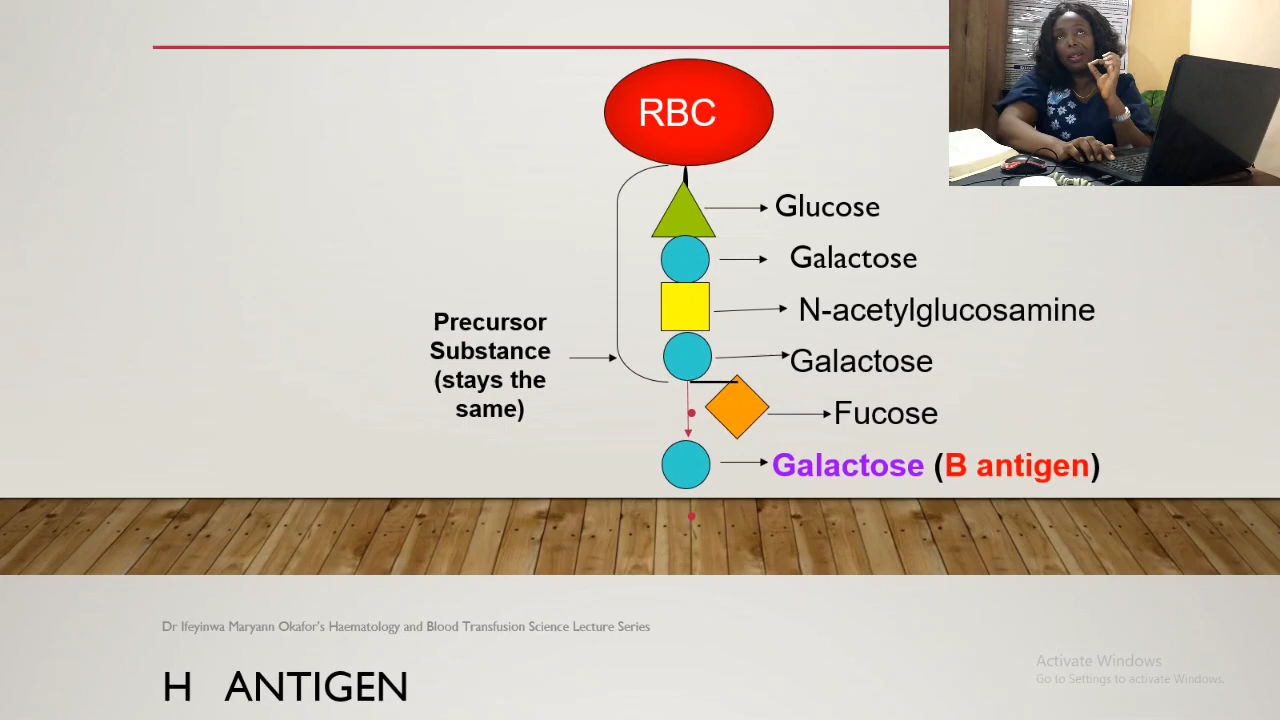 RBC
Glucose
Galactose
N-acetylglucosamine
Galactose
Precursor
Substance
(stays the
same)
Fucose
Galactose (B antigen)
Dr Ifeyinwa Maryann Okafor's Haematology and Blood Transfusion Science Lecture Series
H ANTIGEN
Activate Windows
Go to Settings to activate Windows.